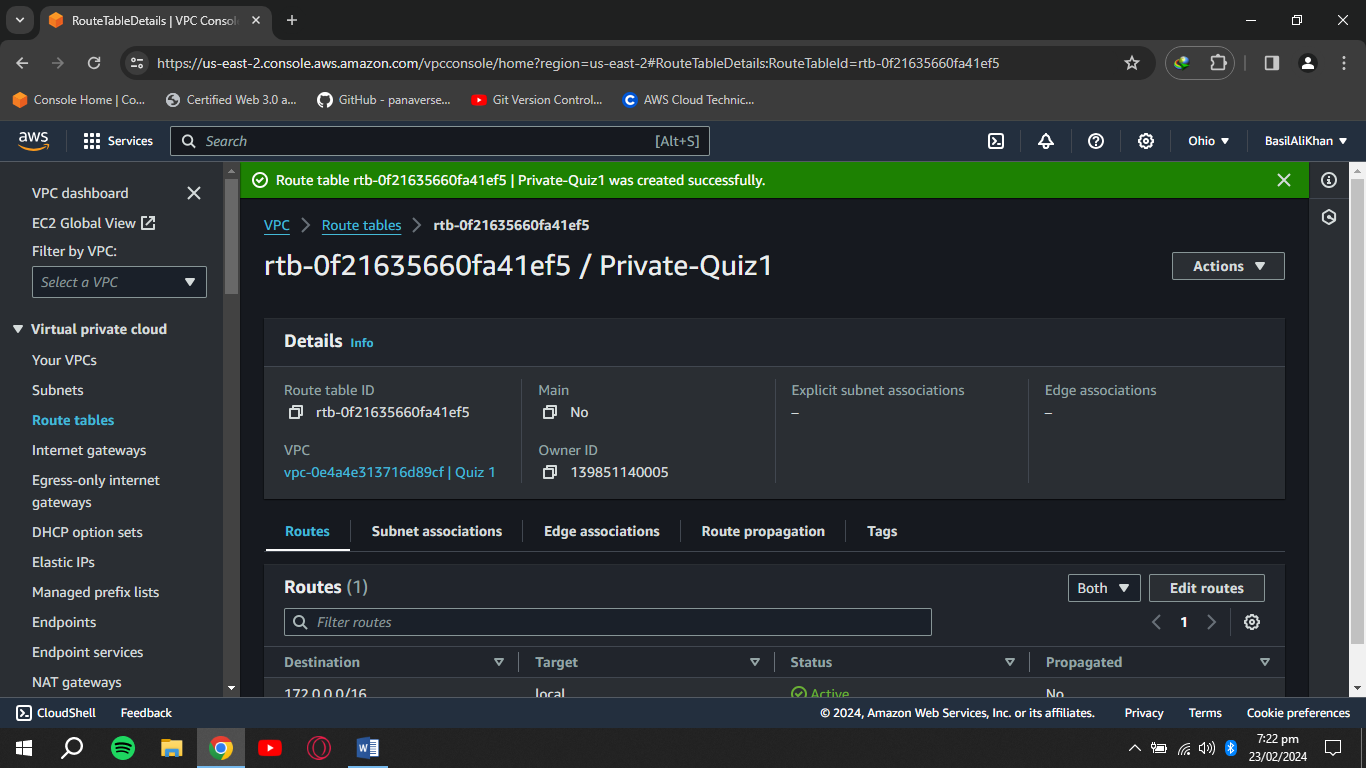 RouteTableDetails | VPC Consol
https://us-east-2.console.aws.amazon.com/vpcconsole/home?region=us-east-2#RouteTableDetails:RouteTableId=rtb-0f21635660fa41ef5
Console Home | Co... Certified Web 3.0 a... GitHub - panaverse... Git Version Control... AWS Cloud Technic...
aws Services Search [Alt+S] Ohio BasilAliKhan
Route table rtb-0f21635660fa41ef5 | Private-Quiz1 was created successfully.
VPC dashboard
EC2 Global View
Filter by VPC:
Select a VPC
Virtual private cloud
Your VPCs
Subnets
Route tables
Internet gateways
Egress-only internet
gateways
DHCP option sets
Elastic IPs
Managed prefix lists
Endpoints
Endpoint services
NAT gateways
VPC Route tables rtb-0f21635660fa41ef5
rtb-0f21635660fa41ef5 / Private-Quiz1
Actions
Details Info
Route table ID
rtb-0f21635660fa41ef5
Main
No
Explicit subnet associations
–
Edge associations
–
VPC
vpc-0e4a4e313716d89cf | Quiz 1
Owner ID
139851140005
Routes Subnet associations Edge associations Route propagation Tags
Routes (1)
Both Edit routes
Filter routes
1
Destination Target Status Propagated
172.0.0.0/16 local Active No
CloudShell Feedback © 2024, Amazon Web Services, Inc. or its affiliates. Privacy Terms Cookie preferences
7:22 pm
23/02/2024